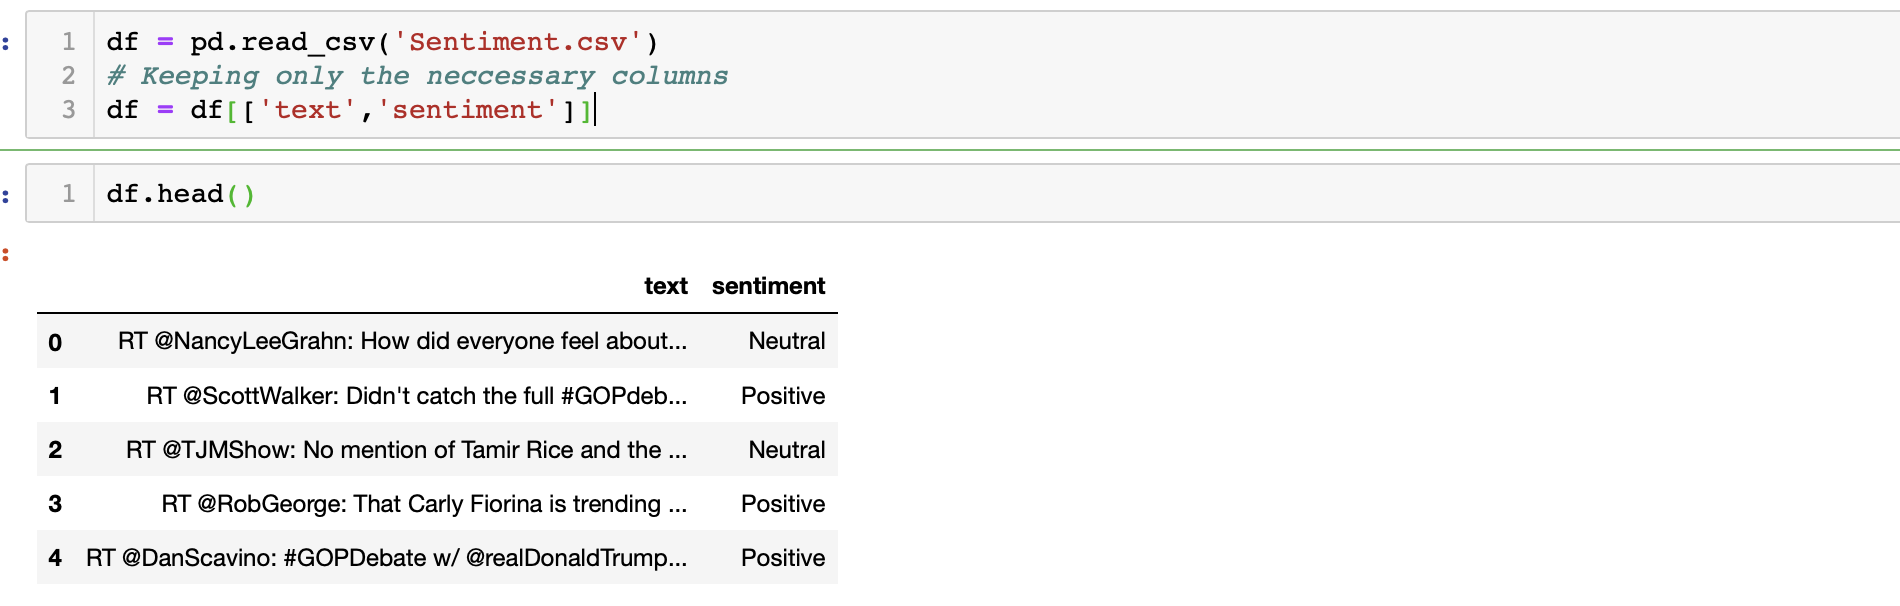 1 df = pd.read_csv('Sentiment.csv')
2 # Keeping only the neccessary columns
3 df = df[['text','sentiment']]
1 df.head()
text sentiment
0 RT @NancyLeeGrahn: How did everyone feel about... Neutral
1 RT @ScottWalker: Didn't catch the full #GOPdeb... Positive
2 RT @TJMShow: No mention of Tamir Rice and the ... Neutral
3 RT @RobGeorge: That Carly Fiorina is trending ... Positive
4 RT @DanScavino: #GOPDebate w/ @realDonaldTrump... Positive